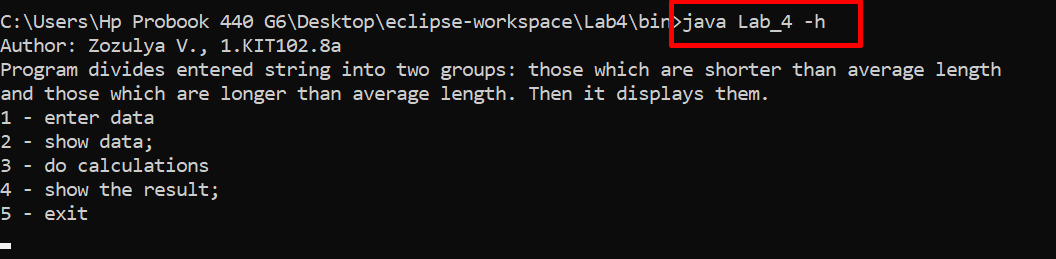 C:\Users\Hp Probook 440 G6\Desktop\eclipse-workspace\Lab4\bin>java Lab_4 -h
Author: Zozulya V., 1.KIT102.8a
Program divides entered string into two groups: those which are shorter than average length
and those which are longer than average length. Then it displays them.
1 - enter data
2 - show data;
3 - do calculations
4 - show the result;
5 - exit